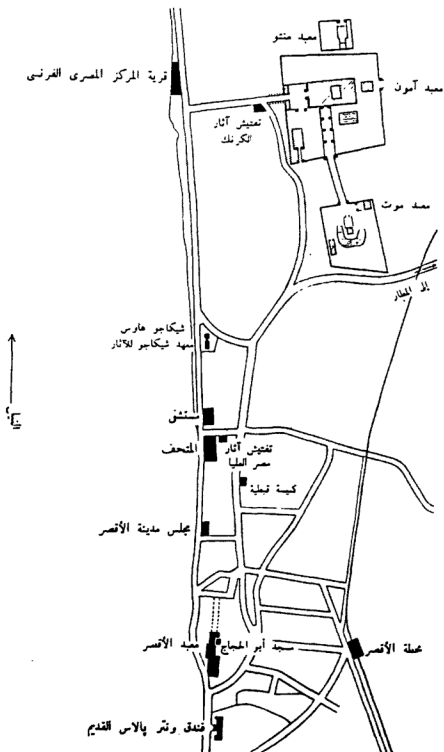 معبد منتو
قرية المركز المصرى الفرنسى
معبد آمون
تفتيش آثار
الكرنك
معبد موت
إلى المطار
شيكاجو هاوس
معهد شيكاجو للآثار
مستشفى
المتحف
تفتيش آثار
مصر العليا
كنيسة قبطية
مجلس مدينة الأقصر
معبد الأقصر
مسجد أبو الحجاج
محطة الأقصر
فندق ونتر پالاس القديم